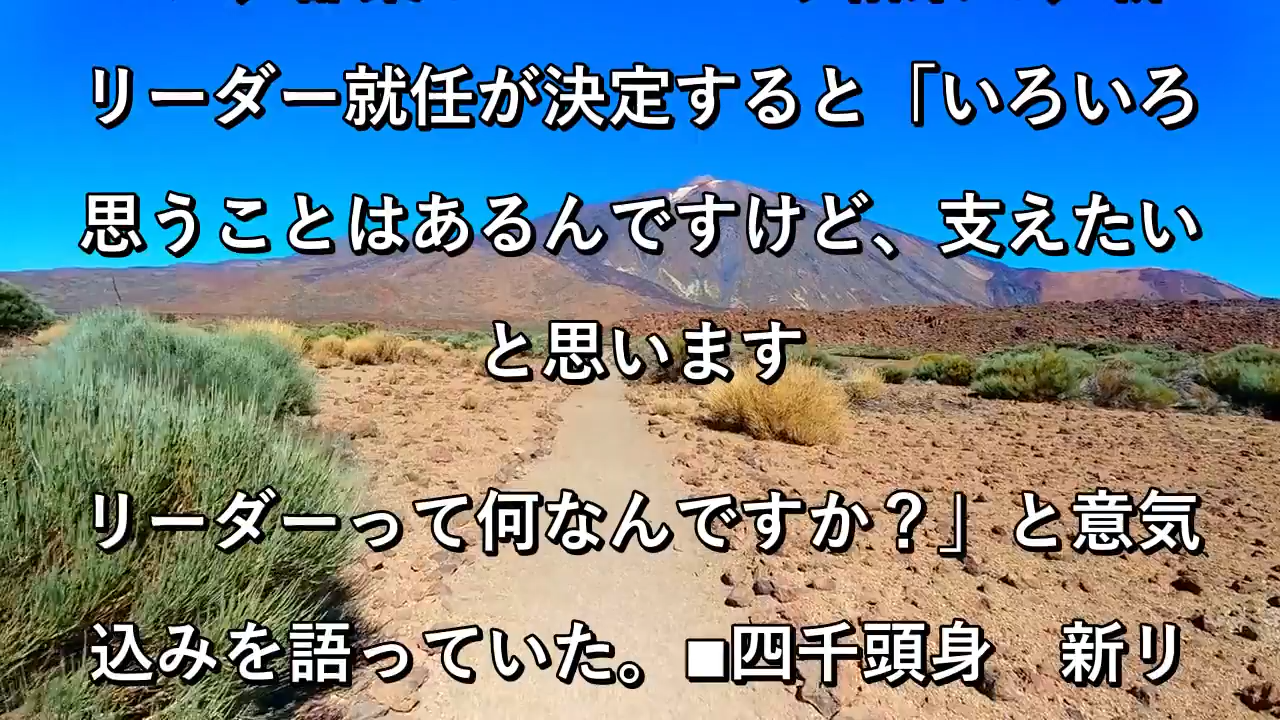 リーダー就任が決定すると「いろいろ
思うことはあるんですけど、支えたい
と思います
リーダーって何なんですか？」と意気
込みを語っていた。■四千頭身　新リ